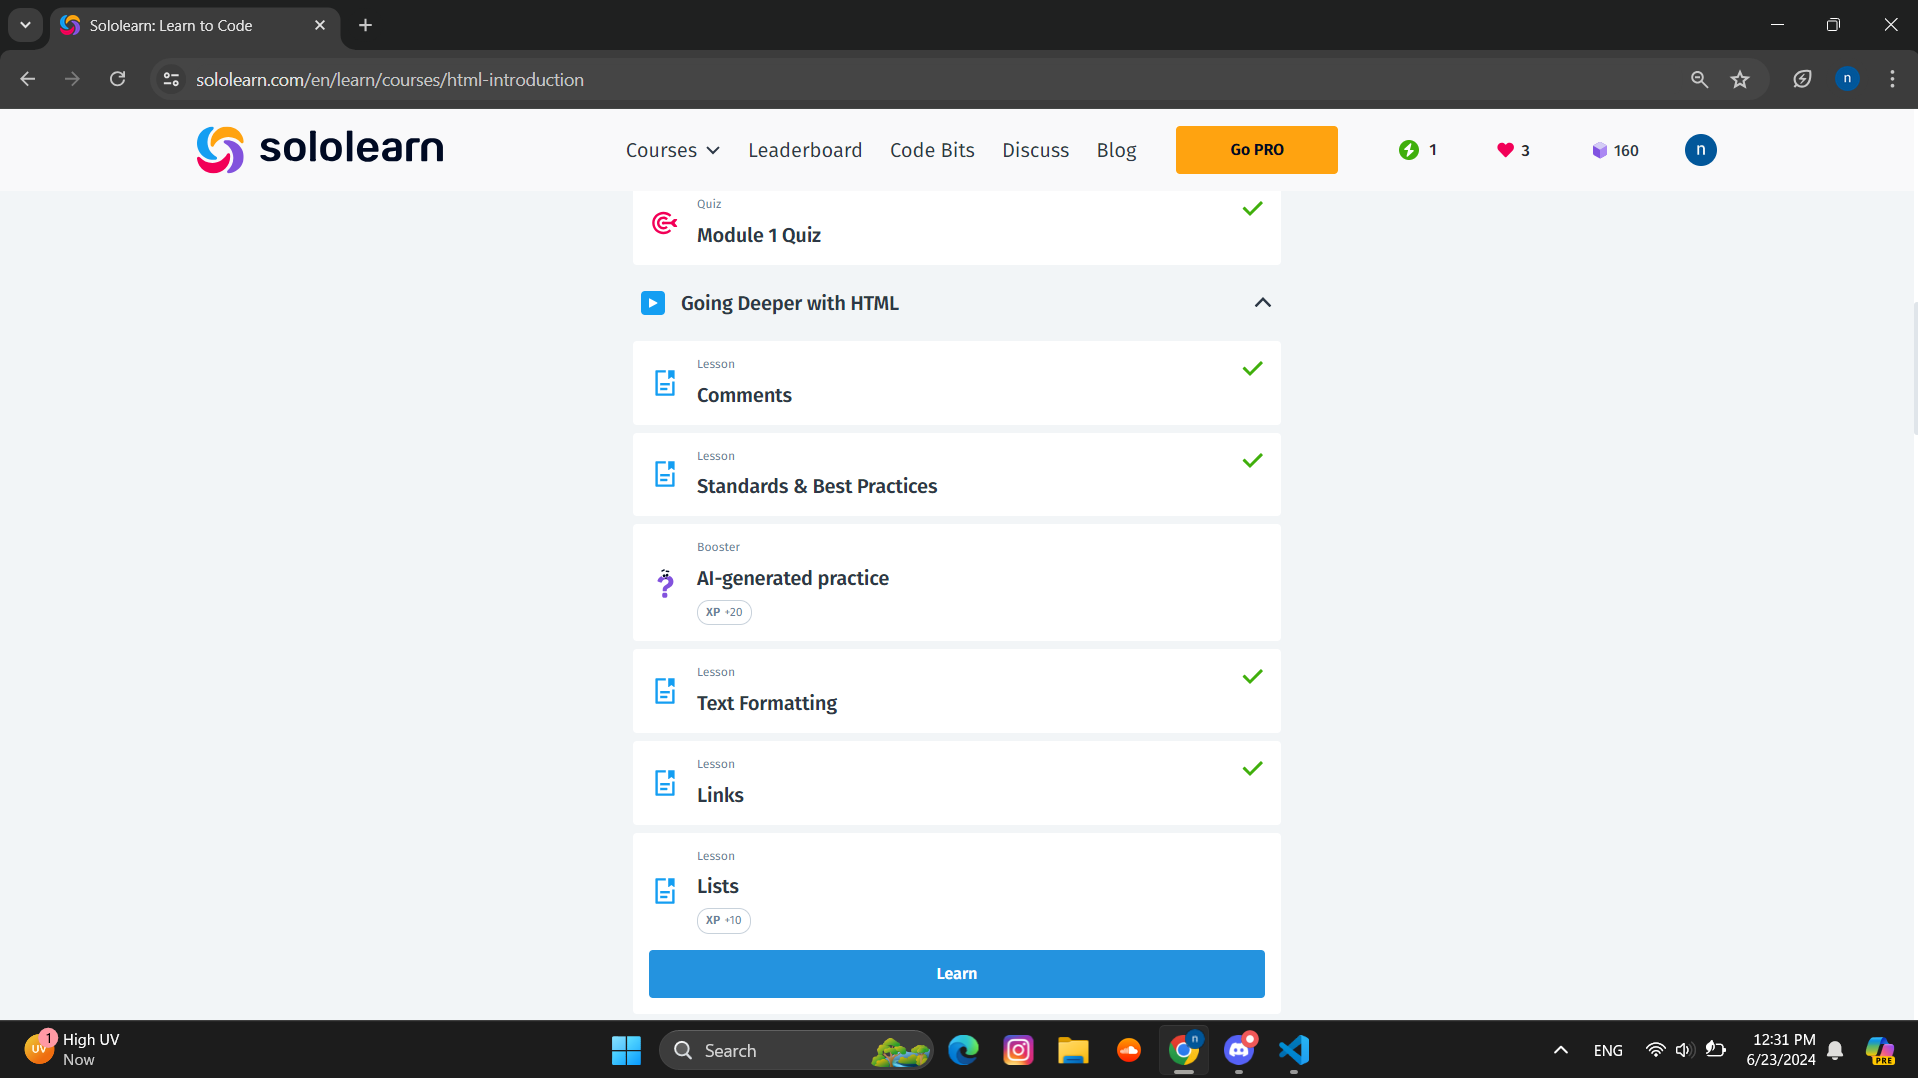 Sololearn: Learn to Code
sololearn.com/en/learn/courses/html-introduction
n
sololearn
Courses
Leaderboard
Code Bits
Discuss
Blog
Go PRO
1
3
160
n
Quiz
Module 1 Quiz
Going Deeper with HTML
Lesson
Comments
Lesson
Standards & Best Practices
Booster
AI-generated practice
XP +20
Lesson
Text Formatting
Lesson
Links
Lesson
Lists
XP +10
Learn
UV
1
High UV
Now
Search
n
ENG
12:31 PM
6/23/2024
PRE